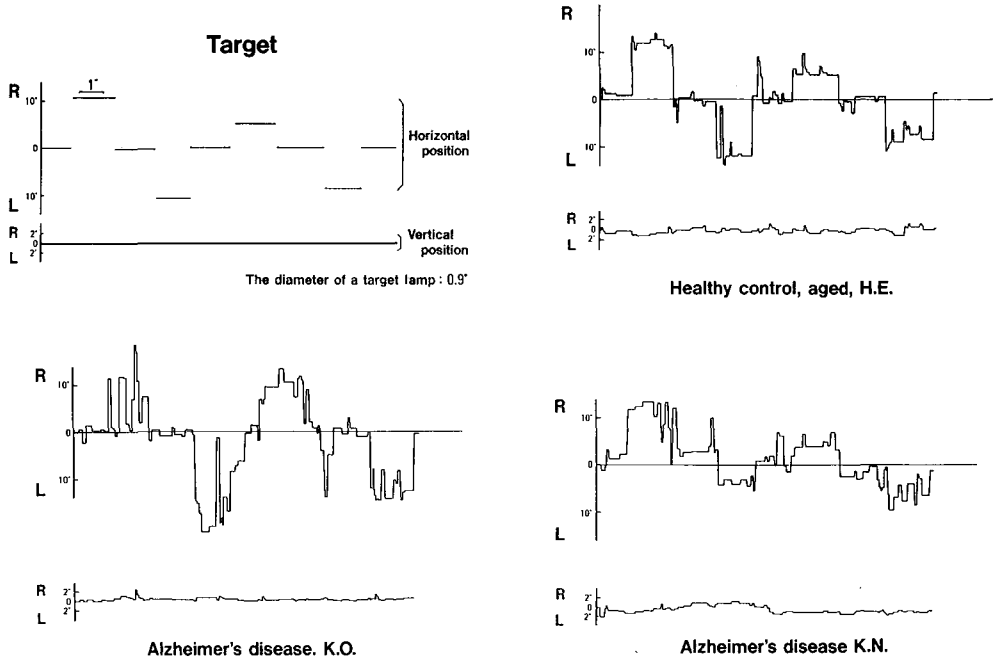 Target
R
10°
1"
0
10°
L
Horizontal
position
R 2°
0
L 2°
Vertical
position
The diameter of a target lamp : 0.9°
R
10°
0
10°
L
R 2°
0
L 2°
Healthy control, aged, H.E.
R
10°
0
10°
L
R 2°
0
L 2°
Alzheimer's disease. K.O.
R
10°
0
10°
L
R 2°
0
L 2°
Alzheimer's disease K.N.